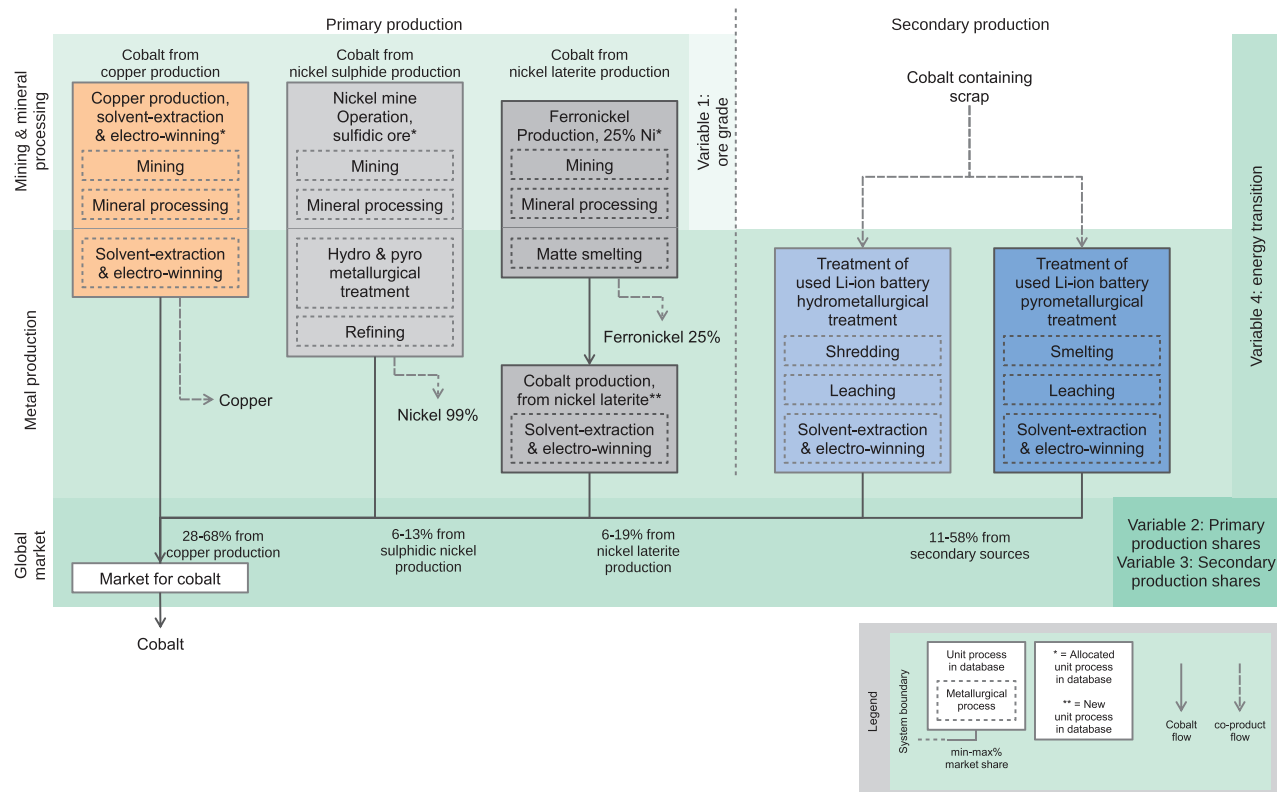 Primary production
Secondary production
Mining & mineral
processing
Metal production
Global
market
Cobalt from
copper production
Copper production,
solvent-extraction
& electro-winning*
Mining
Mineral processing
Solvent-extraction
& electro-winning
Copper
Cobalt from
nickel sulphide production
Nickel mine
Operation,
sulfidic ore*
Mining
Mineral processing
Hydro & pyro
metallurgical
treatment
Refining
Nickel 99%
Cobalt from
nickel laterite production
Ferronickel
Production, 25% Ni*
Mining
Mineral processing
Matte smelting
Ferronickel 25%
Cobalt production,
from nickel laterite**
Solvent-extraction
& electro-winning
Variable 1:
ore grade
Cobalt containing
scrap
Treatment of
used Li-ion battery
hydrometallurgical
treatment
Shredding
Leaching
Solvent-extraction
& electro-winning
Treatment of
used Li-ion battery
pyrometallurgical
treatment
Smelting
Leaching
Solvent-extraction
& electro-winning
Variable 4: energy transition
28-68% from
copper production
6-13% from
sulphidic nickel
production
6-19% from
nickel laterite
production
11-58% from
secondary sources
Variable 2: Primary
production shares
Variable 3: Secondary
production shares
Market for cobalt
Cobalt
Legend
System boundary
Unit process
in database
Metallurgical
process
min-max%
market share
* = Allocated
unit process
in database
** = New
unit process
in database
Cobalt
flow
co-product
flow